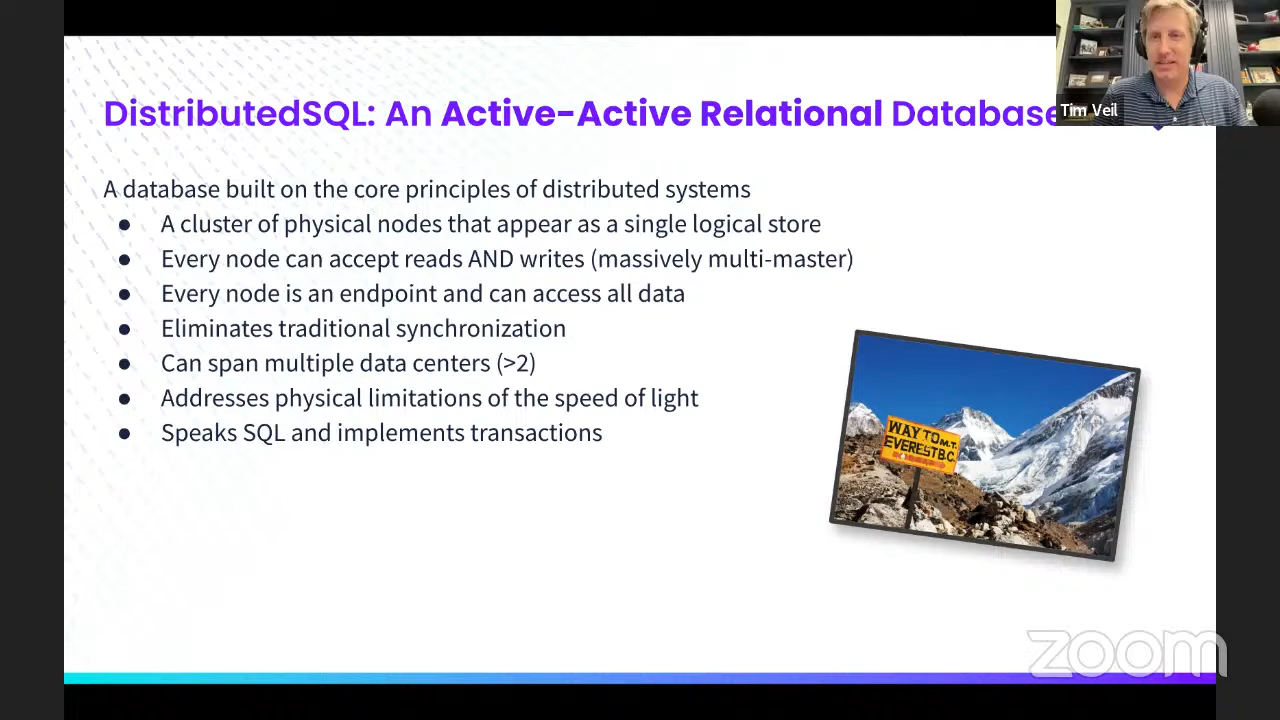 DistributedSQL: An Active-Active Relational Database
Tim Veil
A database built on the core principles of distributed systems
● A cluster of physical nodes that appear as a single logical store
● Every node can accept reads AND writes (massively multi-master)
● Every node is an endpoint and can access all data
● Eliminates traditional synchronization
● Can span multiple data centers (>2)
● Addresses physical limitations of the speed of light
● Speaks SQL and implements transactions
WAY TO M.T.
EVEREST B.C.
zoom